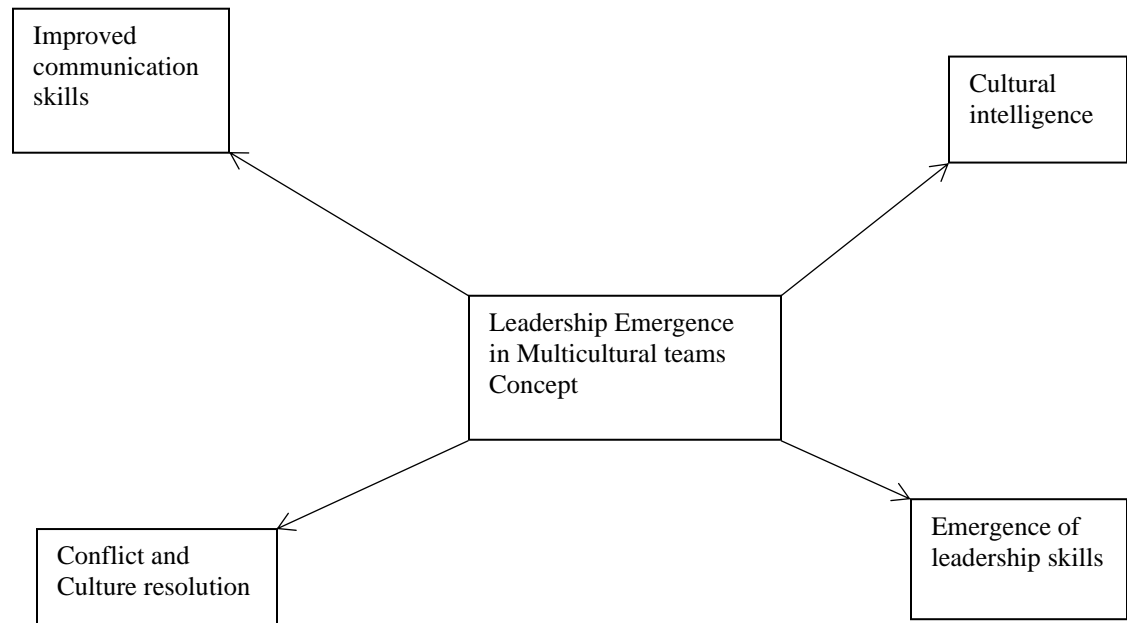 Improved
communication
skills
Cultural
intelligence
Leadership Emergence
in Multicultural teams
Concept
Conflict and
Culture resolution
Emergence of
leadership skills